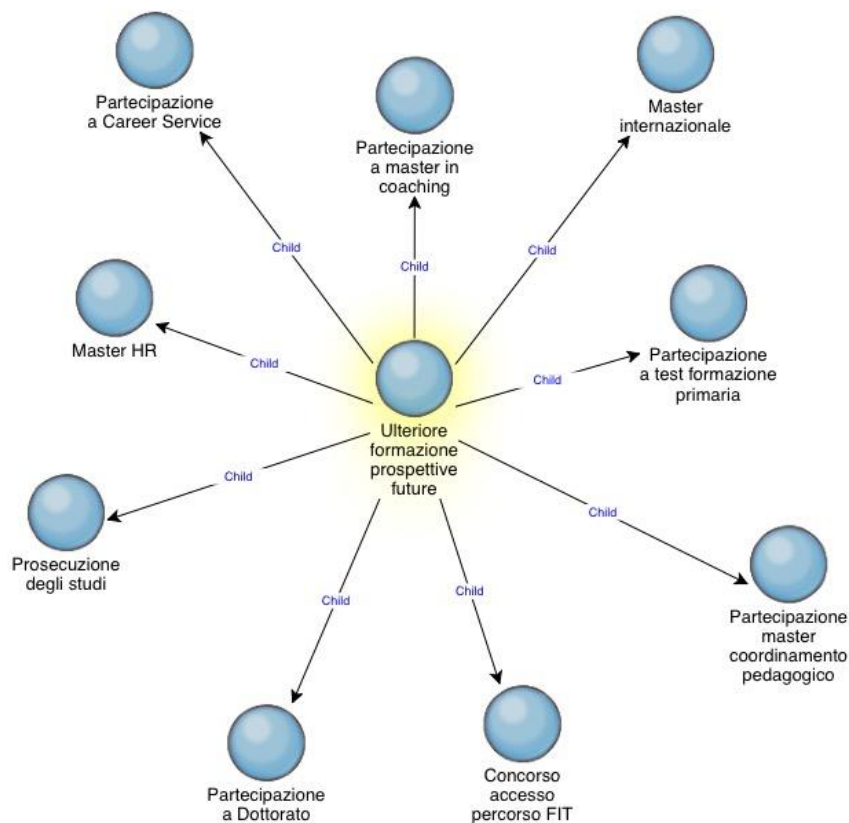 Partecipazione
a Career Service
Partecipazione
a master in
coaching
Master
internazionale
Child
Child
Child
Master HR
Child
Child
Partecipazione
a test formazione
primaria
Ulteriore
formazione
prospettive
future
Child
Child
Prosecuzione
degli studi
Child
Child
Partecipazione
master
coordinamento
pedagogico
Partecipazione
a Dottorato
Concorso
accesso
percorso FIT